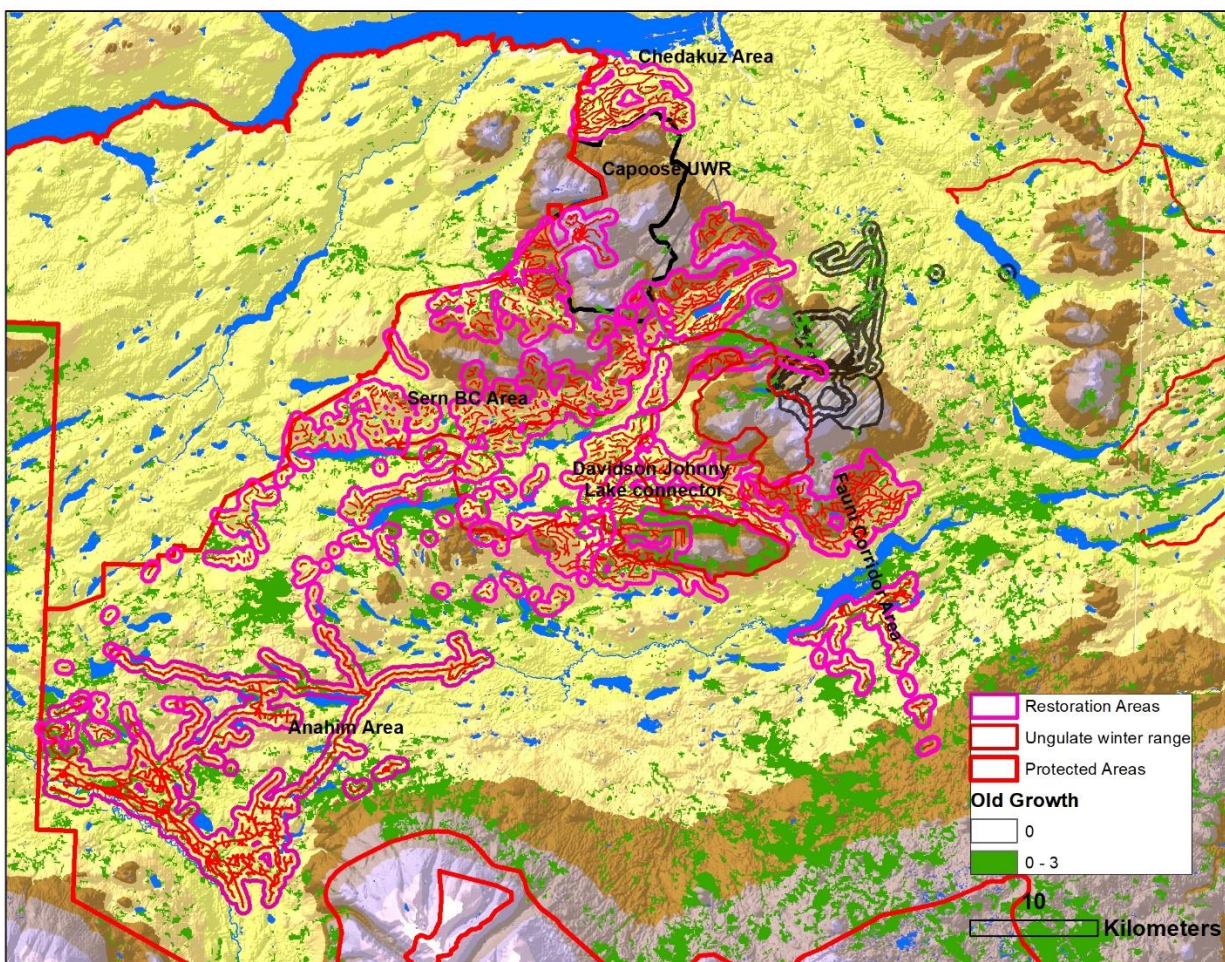 Chedakuz Area
Capoose UWR
Sern BC Area
Davidson Johnny
Lake connector
Fauni Corridor Area
Anahim Area
Restoration Areas
Ungulate winter range
Protected Areas
Old Growth
0
0 - 3
10
Kilometers